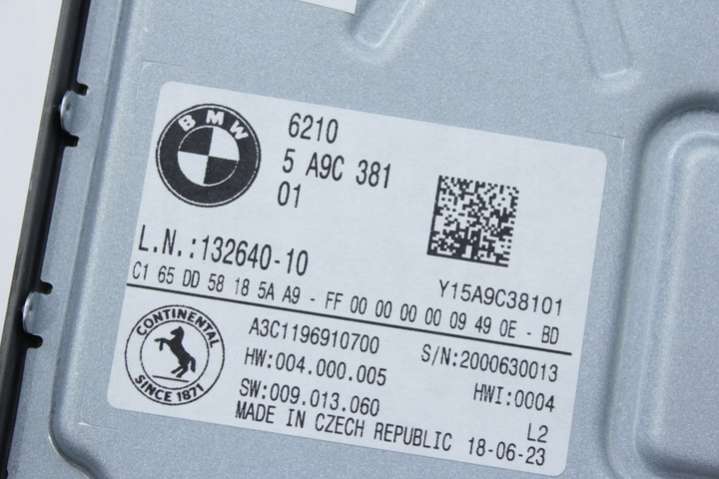 BMW
6210
5 A9C 381
01
L.N.:132640-10
Y15A9C38101
C1 65 DD 58 18 5A A9 - FF 00 00 00 00 09 49 0E - BD
CONTINENTAL
SINCE 1871
A3C1196910700
S/N:2000630013
HW:004.000.005
HWI:0004
SW:009.013.060
L2
MADE IN CZECH REPUBLIC 18-06-23